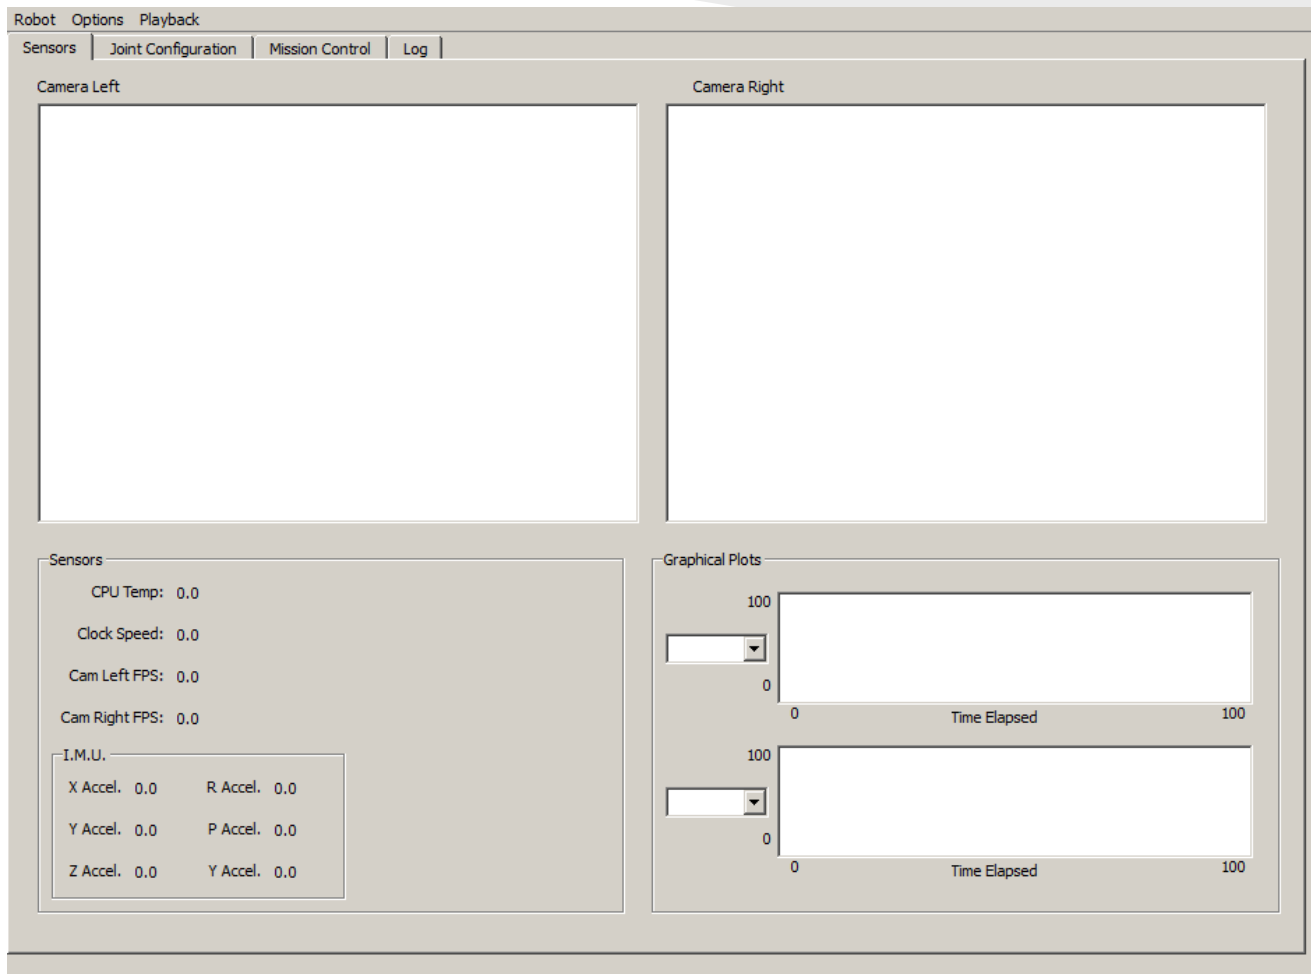 Robot Options Playback
Sensors Joint Configuration Mission Control Log
Camera Left
Camera Right
Sensors
CPU Temp: 0.0
Clock Speed: 0.0
Cam Left FPS: 0.0
Cam Right FPS: 0.0
I.M.U.
X Accel. 0.0 R Accel. 0.0
Y Accel. 0.0 P Accel. 0.0
Z Accel. 0.0 Y Accel. 0.0
Graphical Plots
100
0
0 Time Elapsed 100
100
0
0 Time Elapsed 100